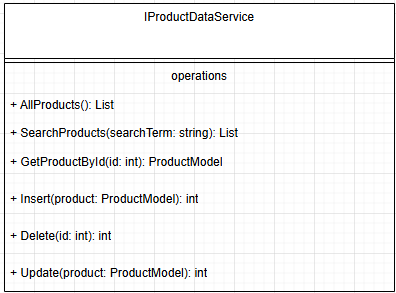 IProductDataService
operations
+ AllProducts(): List
+ SearchProducts(searchTerm: string): List
+ GetProductById(id: int): ProductModel
+ Insert(product: ProductModel): int
+ Delete(id: int): int
+ Update(product: ProductModel): int